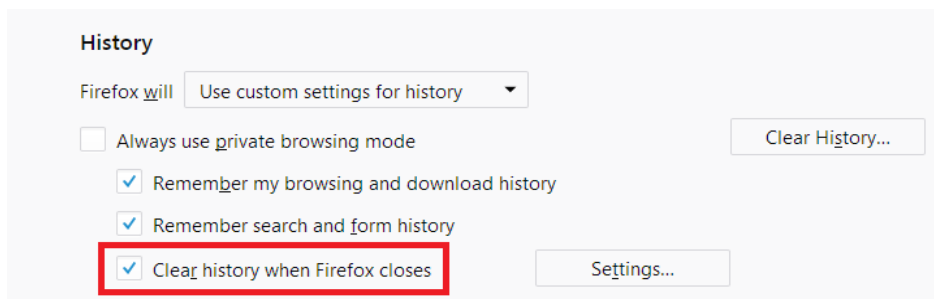 History
Firefox will Use custom settings for history
Always use private browsing mode
Clear History...
Remember my browsing and download history
Remember search and form history
Clear history when Firefox closes
Settings...